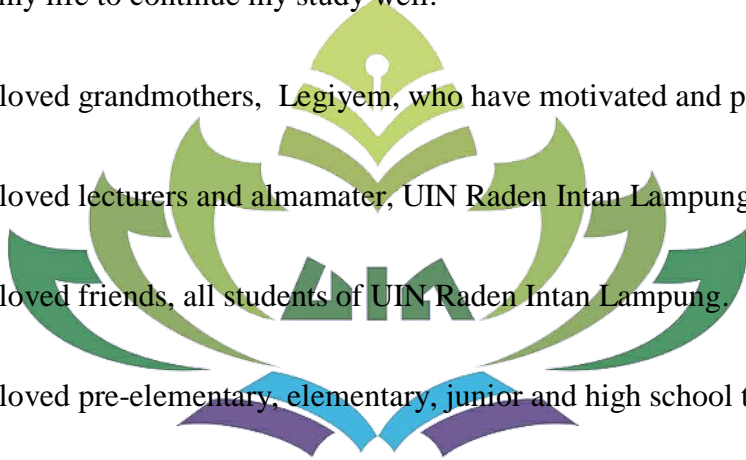 my life to continue my study well.
loved grandmothers, Legiyem, who have motivated and p
loved lecturers and almamater, UIN Raden Intan Lampung
loved friends, all students of UIN Raden Intan Lampung.
UIN
loved pre-elementary, elementary, junior and high school t